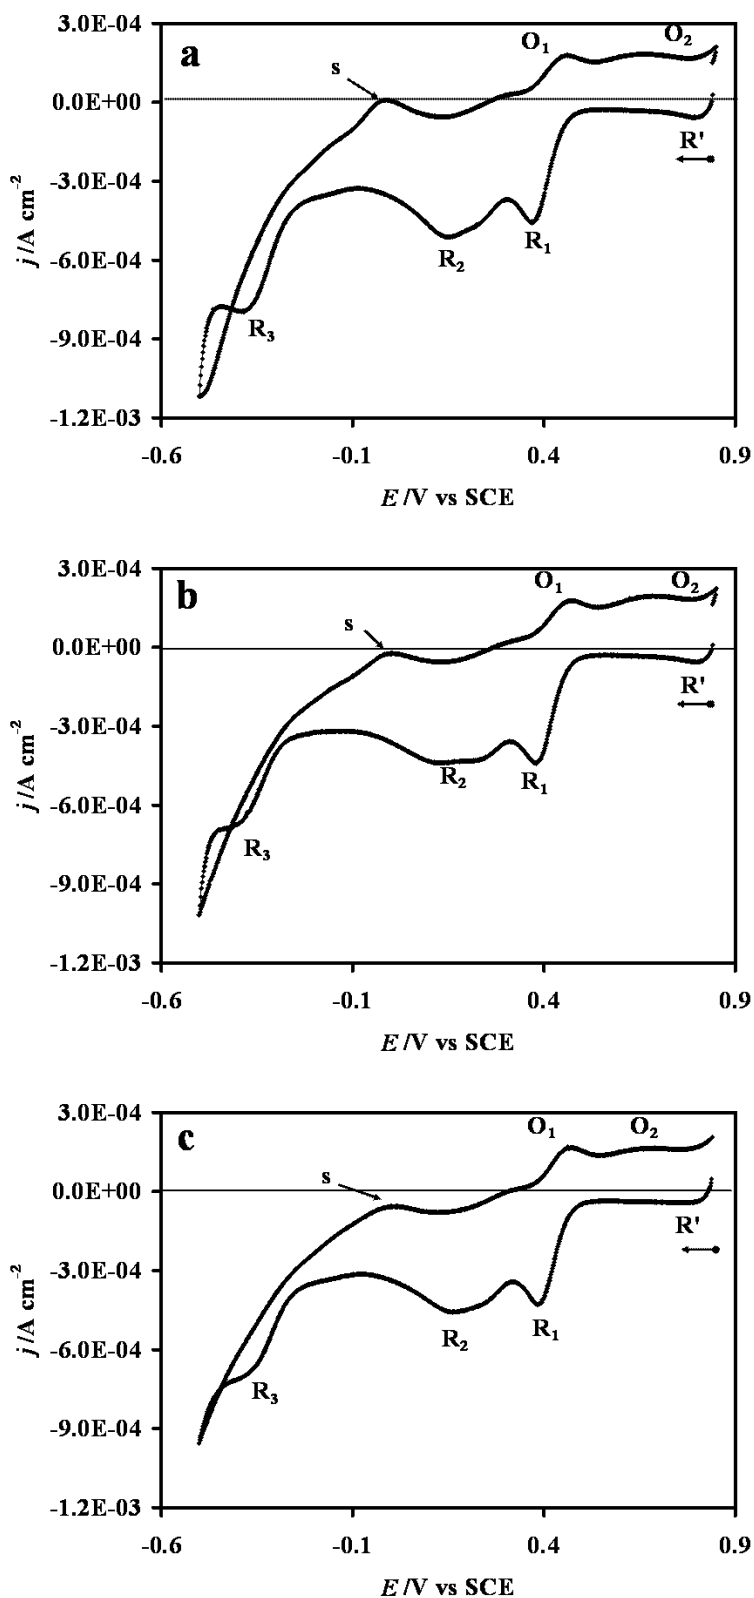 3.0E-04
a
O₁
O₂
s
0.0E+00
R'
-3.0E-04
j /A cm⁻²
R₂
R₁
-6.0E-04
R₃
-9.0E-04
-1.2E-03
-0.6 -0.1 0.4 0.9
E /V vs SCE
3.0E-04
b
O₁
O₂
s
0.0E+00
R'
-3.0E-04
j /A cm⁻²
R₂
R₁
-6.0E-04
R₃
-9.0E-04
-1.2E-03
-0.6 -0.1 0.4 0.9
E /V vs SCE
3.0E-04
c
O₁
O₂
s
0.0E+00
R'
-3.0E-04
j /A cm⁻²
R₂
R₁
-6.0E-04
R₃
-9.0E-04
-1.2E-03
-0.6 -0.1 0.4 0.9
E /V vs SCE